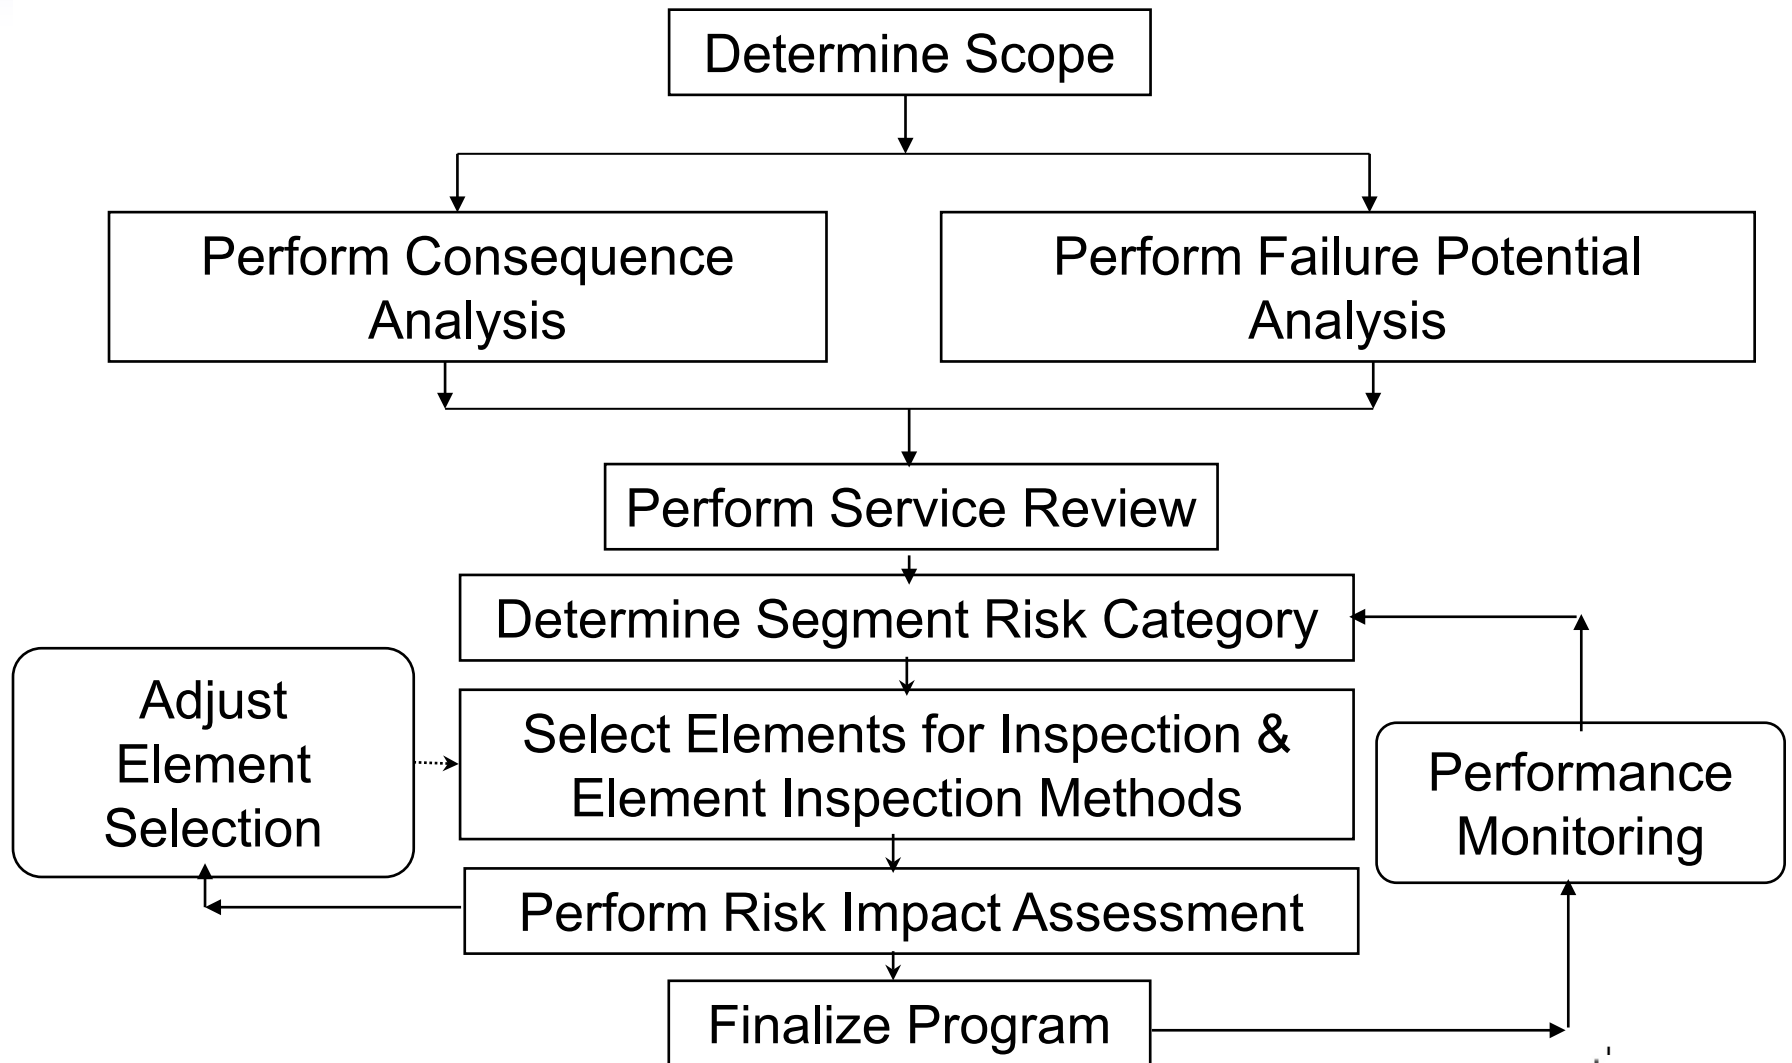 Determine Scope
Perform Consequence
Analysis
Perform Failure Potential
Analysis
Perform Service Review
Determine Segment Risk Category
Adjust
Element
Selection
Select Elements for Inspection &
Element Inspection Methods
Performance
Monitoring
Perform Risk Impact Assessment
Finalize Program